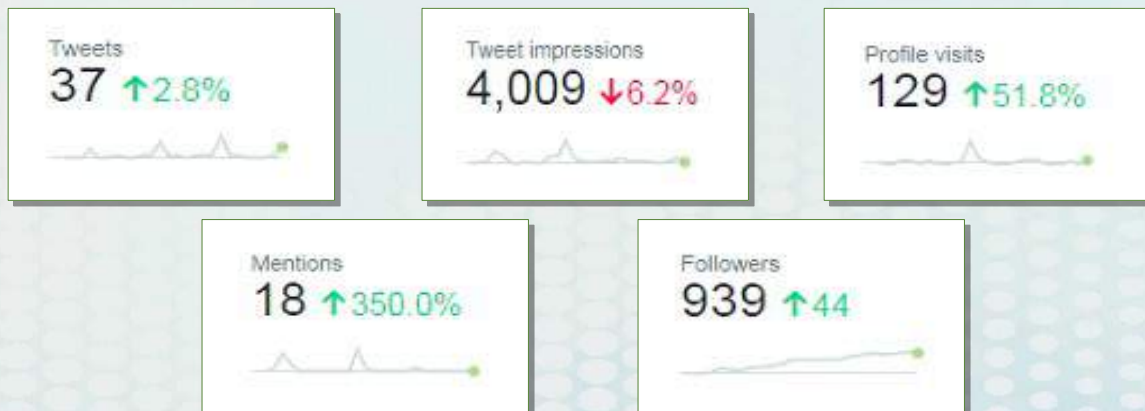 Tweets
37 ↑2.8%
Tweet impressions
4,009 ↓6.2%
Profile visits
129 ↑51.8%
Mentions
18 ↑350.0%
Followers
939 ↑44